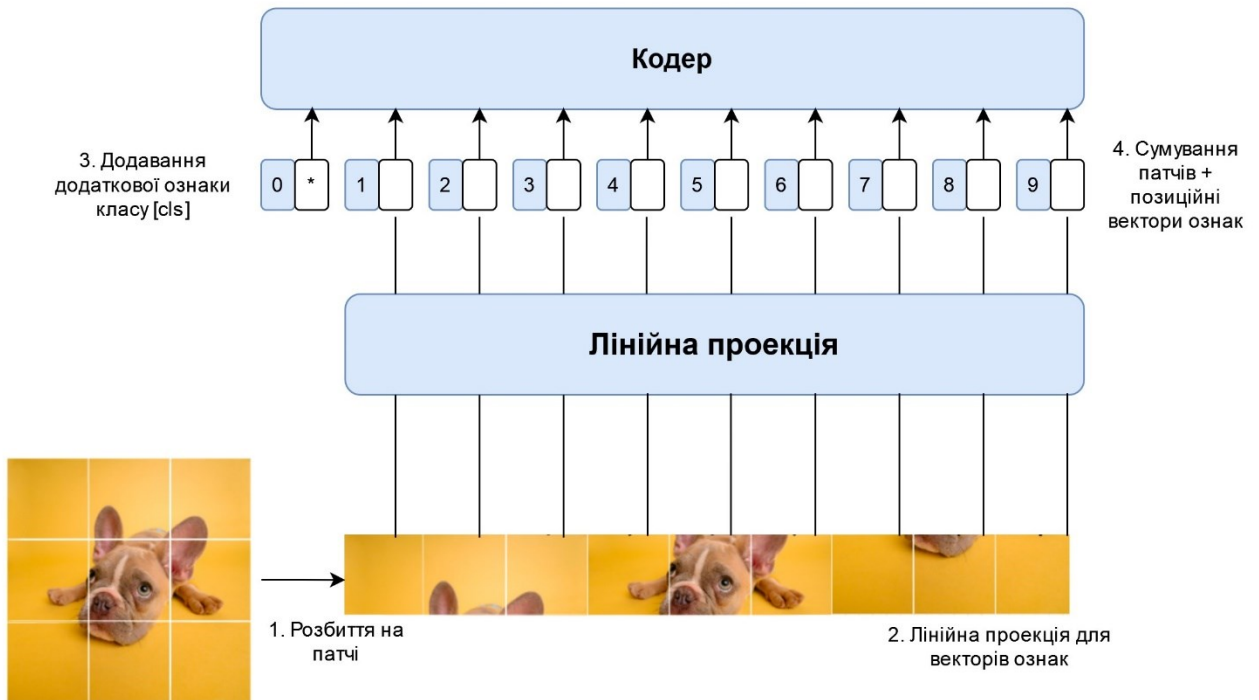 Кодер
3. Додавання
додаткової ознаки
класу [cls]
0 * 1 2 3 4 5 6 7 8 9
4. Сумування
патчів +
позиційні
вектори ознак
Лінійна проекція
1. Розбиття на
патчі
2. Лінійна проекція для
векторів ознак